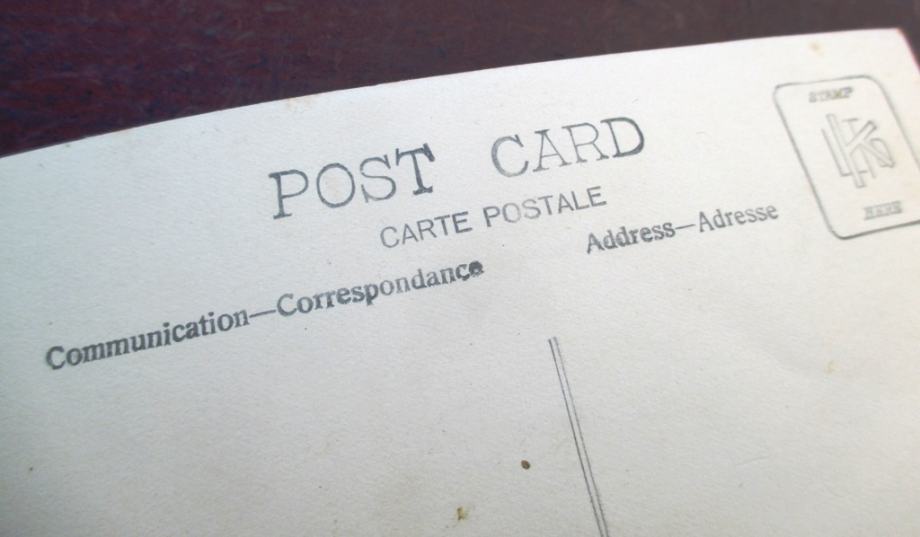 POST CARD
CARTE POSTALE
Communication—Correspondance
Address—Adresse
STAMP
HERE